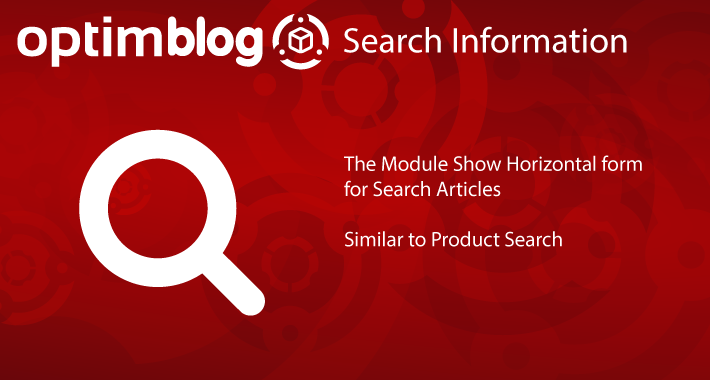 optimblog Search Information
The Module Show Horizontal form
for Search Articles
Similar to Product Search